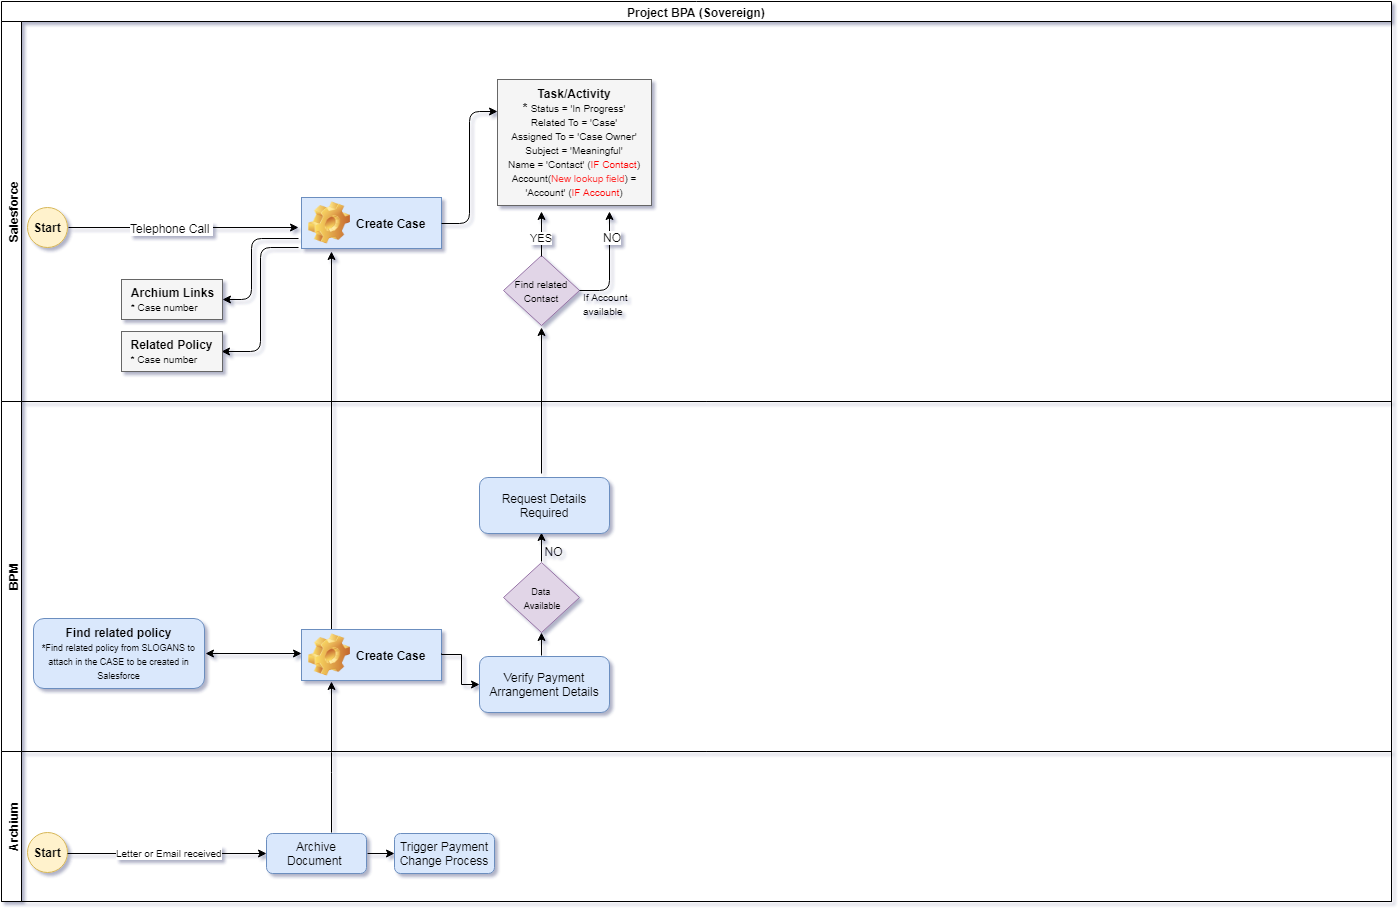 Project BPA (Sovereign)
Salesforce
Start
Telephone Call
Create Case
Archium Links
* Case number
Related Policy
* Case number
Task/Activity
* Status = 'In Progress'
Related To = 'Case'
Assigned To = 'Case Owner'
Subject = 'Meaningful'
Name = 'Contact' (IF Contact)
Account(New lookup field) =
'Account' (IF Account)
YES
NO
Find related
Contact
If Account
available
BPM
Request Details
Required
NO
Data
Available
Find related policy
*Find related policy from SLOGANS to
attach in the CASE to be created in
Salesforce
Create Case
Verify Payment
Arrangement Details
Archium
Start
Letter or Email received
Archive
Document
Trigger Payment
Change Process